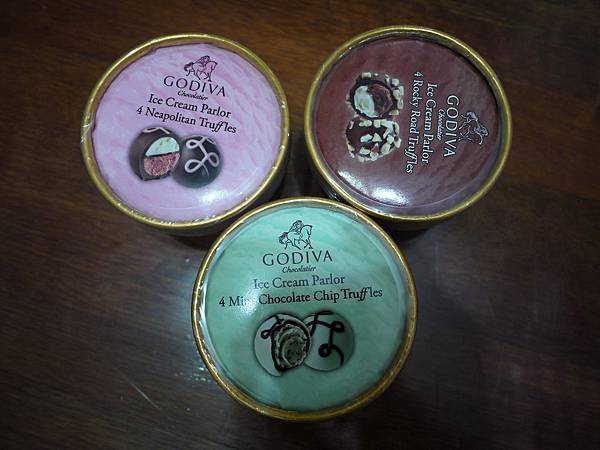 GODIVA
Chocolatier
Ice Cream Parlor
4 Neapolitan Truffles
GODIVA
Chocolatier
Ice Cream Parlor
4 Rocky Road Truffles
GODIVA
Chocolatier
Ice Cream Parlor
4 Mint Chocolate Chip Truffles